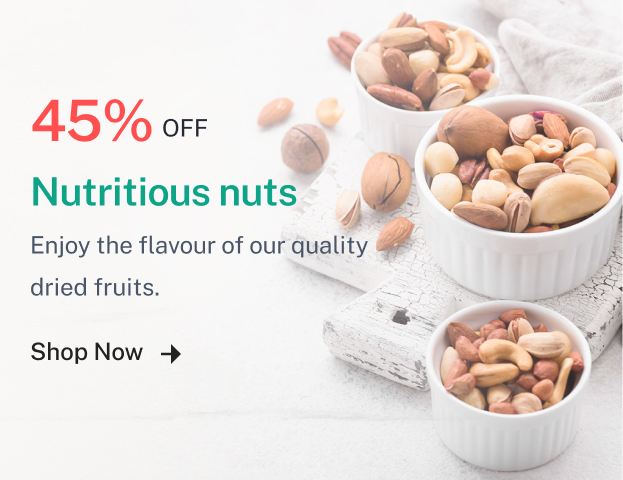 45% OFF
Nutritious nuts
Enjoy the flavour of our quality
dried fruits.
Shop Now